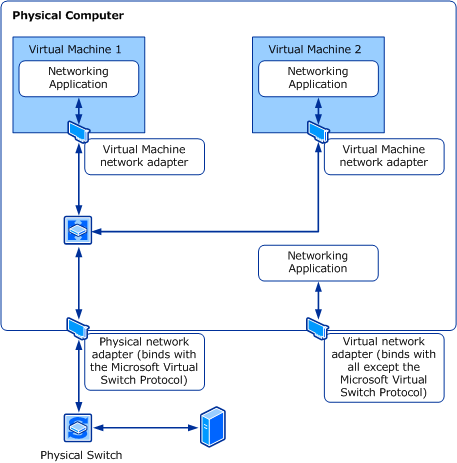 Physical Computer
Virtual Machine 1
Networking
Application
Virtual Machine
network adapter
Virtual Machine 2
Networking
Application
Virtual Machine
network adapter
Networking
Application
Physical network
adapter (binds with
the Microsoft Virtual
Switch Protocol)
Virtual network
adapter (binds with
all except the
Microsoft Virtual
Switch Protocol)
Physical Switch